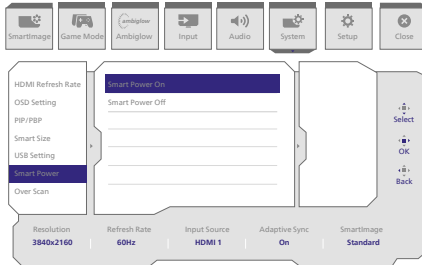 SmartImage
Game Mode
ambiglow
Ambiglow
Input
Audio
System
Setup
Close
HDMI Refresh Rate
OSD Setting
PIP/PBP
Smart Size
USB Setting
Smart Power
Over Scan
Smart Power On
Smart Power Off
Select
OK
Back
Resolution Refresh Rate Input Source Adaptive Sync SmartImage
3840x2160 60Hz HDMI 1 On Standard